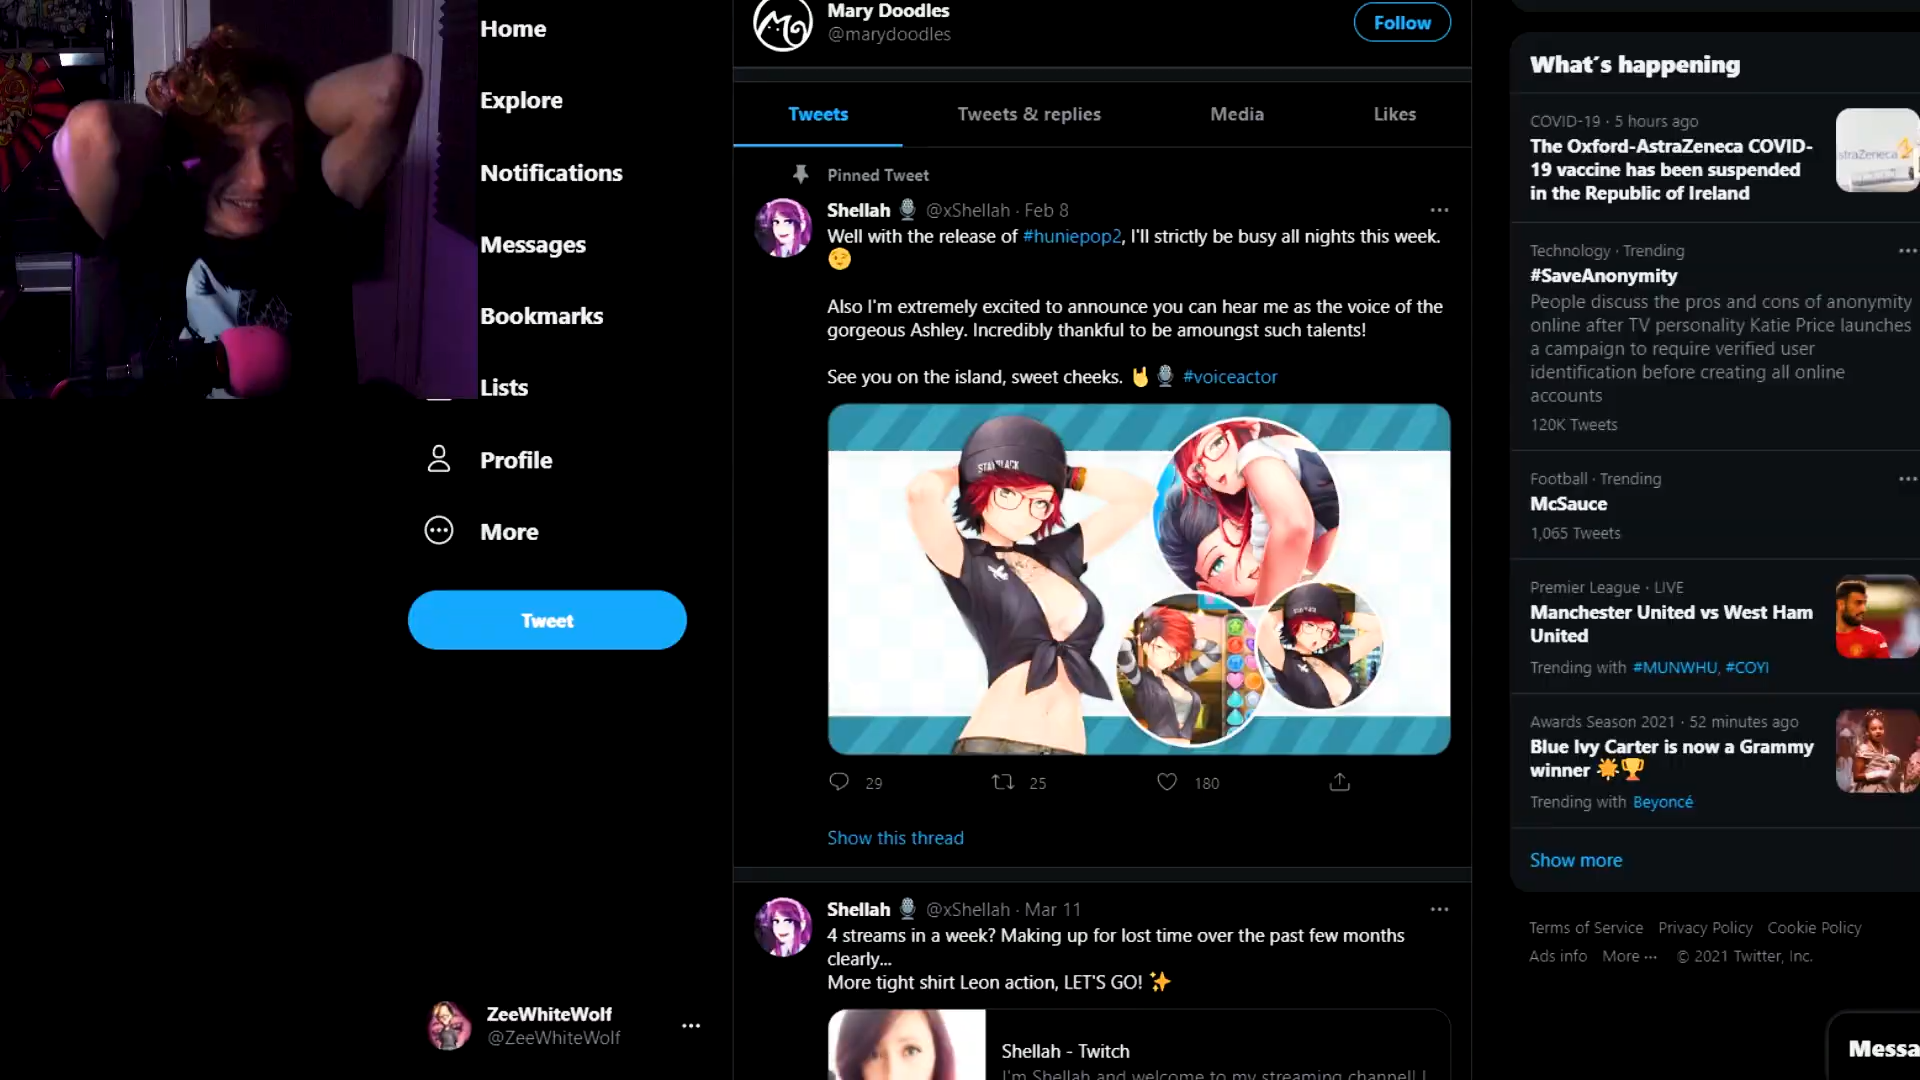 Home
Explore
Notifications
Messages
Bookmarks
Lists
Profile
More
Tweet
ZeeWhiteWolf
@ZeeWhiteWolf
Mary Doodles
@marydoodles
Follow
Tweets
Tweets & replies
Media
Likes
Pinned Tweet
Shellah 🎙 @xShellah · Feb 8
Well with the release of #huniepop2, I'll strictly be busy all nights this week.
😉
Also I'm extremely excited to announce you can hear me as the voice of the
gorgeous Ashley. Incredibly thankful to be amoungst such talents!
See you on the island, sweet cheeks. 🤘🎙 #voiceactor
29
25
180
Show this thread
Shellah 🎙 @xShellah · Mar 11
4 streams in a week? Making up for lost time over the past few months
clearly...
More tight shirt Leon action, LET'S GO! ✨
Shellah - Twitch
I'm Shellah and welcome to my streaming channel! I
What's happening
COVID-19 · 5 hours ago
The Oxford-AstraZeneca COVID-
19 vaccine has been suspended
in the Republic of Ireland
Technology · Trending
#SaveAnonymity
People discuss the pros and cons of anonymity
online after TV personality Katie Price launches
a campaign to require verified user
identification before creating all online
accounts
120K Tweets
Football · Trending
McSauce
1,065 Tweets
Premier League · LIVE
Manchester United vs West Ham
United
Trending with #MUNWHU, #COYI
Awards Season 2021 · 52 minutes ago
Blue Ivy Carter is now a Grammy
winner 🌟🏆
Trending with Beyoncé
Show more
Terms of Service Privacy Policy Cookie Policy
Ads info More ··· © 2021 Twitter, Inc.
Messa